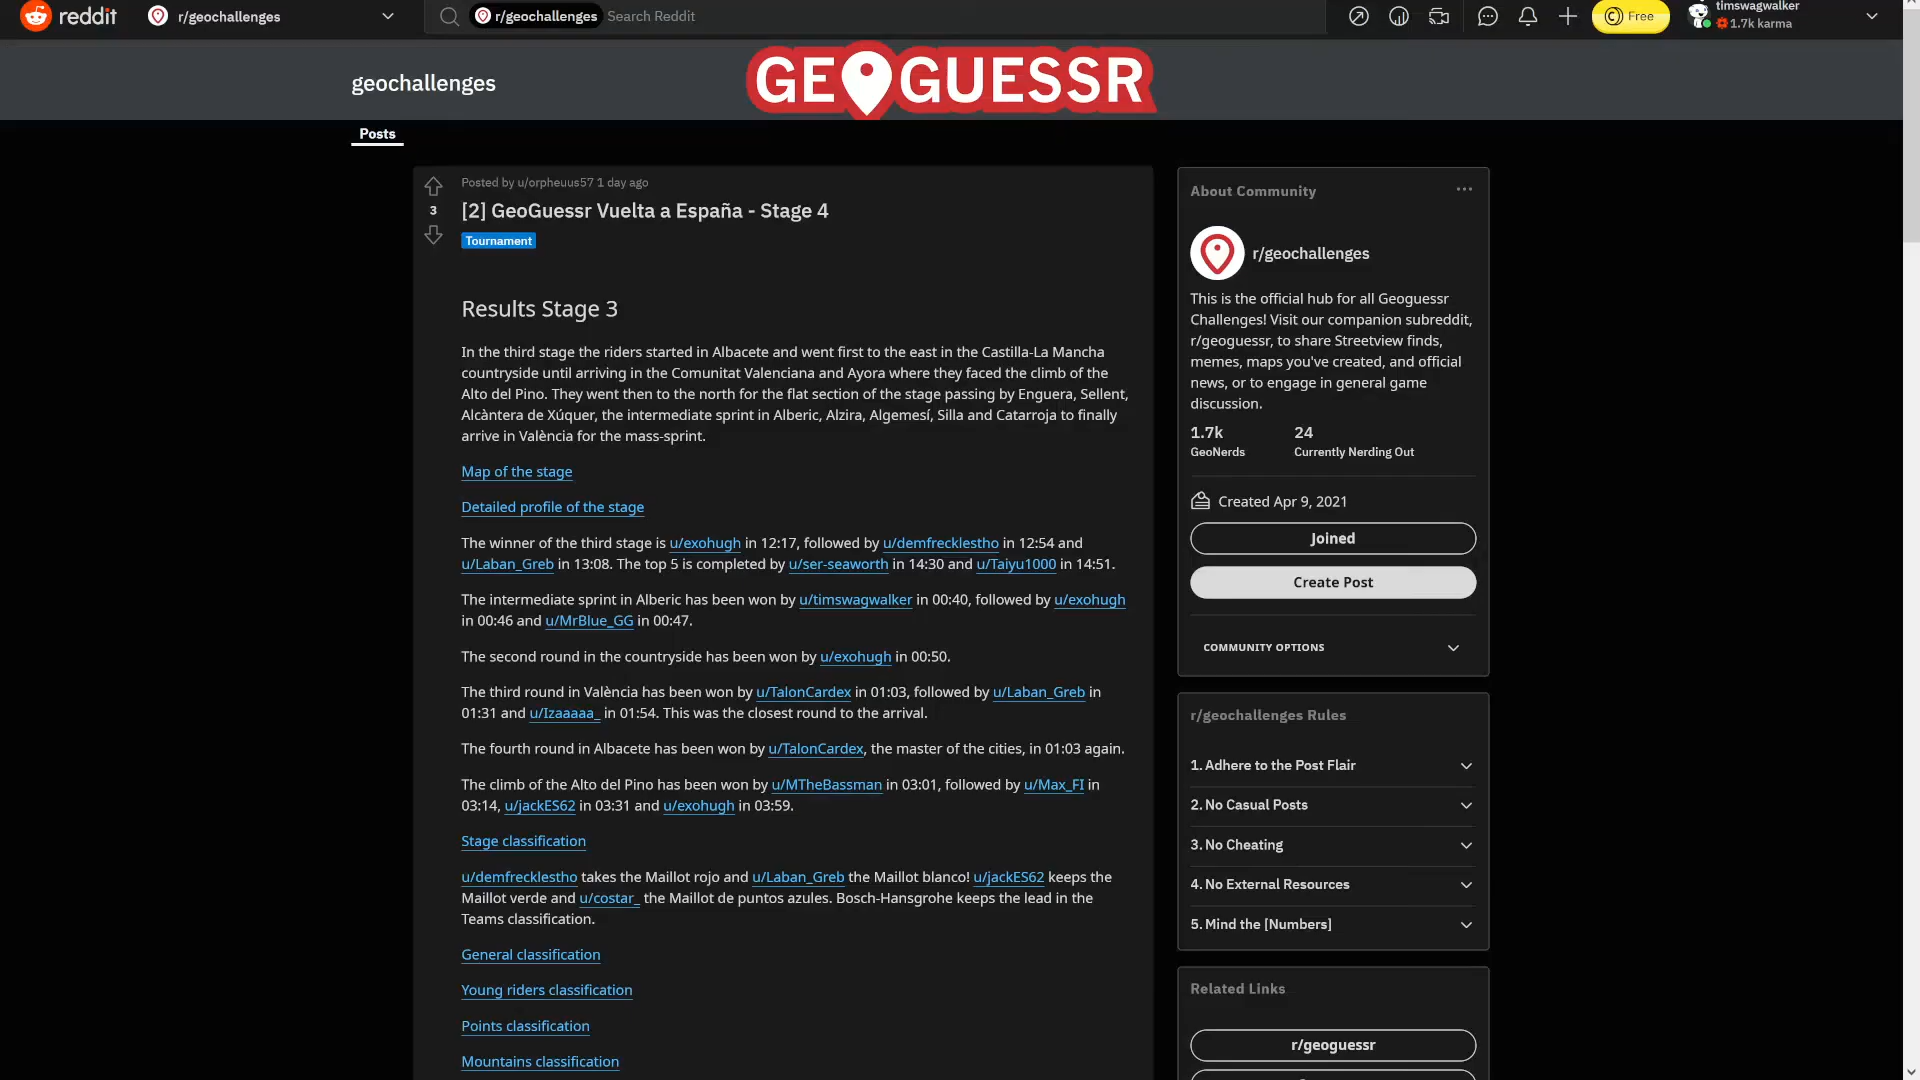 reddit
r/geochallenges
r/geochallenges
Search Reddit
Free
timswagwalker
1.7k karma
geochallenges
GEOGUESSR
Posts
3
Posted by u/orpheuus57 1 day ago
[2] GeoGuessr Vuelta a España - Stage 4
Tournament
Results Stage 3
In the third stage the riders started in Albacete and went first to the east in the Castilla-La Mancha
countryside until arriving in the Comunitat Valenciana and Ayora where they faced the climb of the
Alto del Pino. They went then to the north for the flat section of the stage passing by Enguera, Sellent,
Alcàntera de Xúquer, the intermediate sprint in Alberic, Alzira, Algemesí, Silla and Catarroja to finally
arrive in València for the mass-sprint.
Map of the stage
Detailed profile of the stage
The winner of the third stage is u/exohugh in 12:17, followed by u/demfrecklestho in 12:54 and
u/Laban_Greb in 13:08. The top 5 is completed by u/ser-seaworth in 14:30 and u/Taiyu1000 in 14:51.
The intermediate sprint in Alberic has been won by u/timswagwalker in 00:40, followed by u/exohugh
in 00:46 and u/MrBlue_GG in 00:47.
The second round in the countryside has been won by u/exohugh in 00:50.
The third round in València has been won by u/TalonCardex in 01:03, followed by u/Laban_Greb in
01:31 and u/Izaaaaa_ in 01:54. This was the closest round to the arrival.
The fourth round in Albacete has been won by u/TalonCardex, the master of the cities, in 01:03 again.
The climb of the Alto del Pino has been won by u/MTheBassman in 03:01, followed by u/Max_FI in
03:14, u/jackES62 in 03:31 and u/exohugh in 03:59.
Stage classification
u/demfrecklestho takes the Maillot rojo and u/Laban_Greb the Maillot blanco! u/jackES62 keeps the
Maillot verde and u/costar_ the Maillot de puntos azules. Bosch-Hansgrohe keeps the lead in the
Teams classification.
General classification
Young riders classification
Points classification
Mountains classification
About Community
r/geochallenges
This is the official hub for all Geoguessr
Challenges! Visit our companion subreddit,
r/geoguessr, to share Streetview finds,
memes, maps you've created, and official
news, or to engage in general game
discussion.
1.7k
24
GeoNerds
Currently Nerding Out
Created Apr 9, 2021
Joined
Create Post
COMMUNITY OPTIONS
r/geochallenges Rules
1. Adhere to the Post Flair
2. No Casual Posts
3. No Cheating
4. No External Resources
5. Mind the [Numbers]
Related Links
r/geoguessr